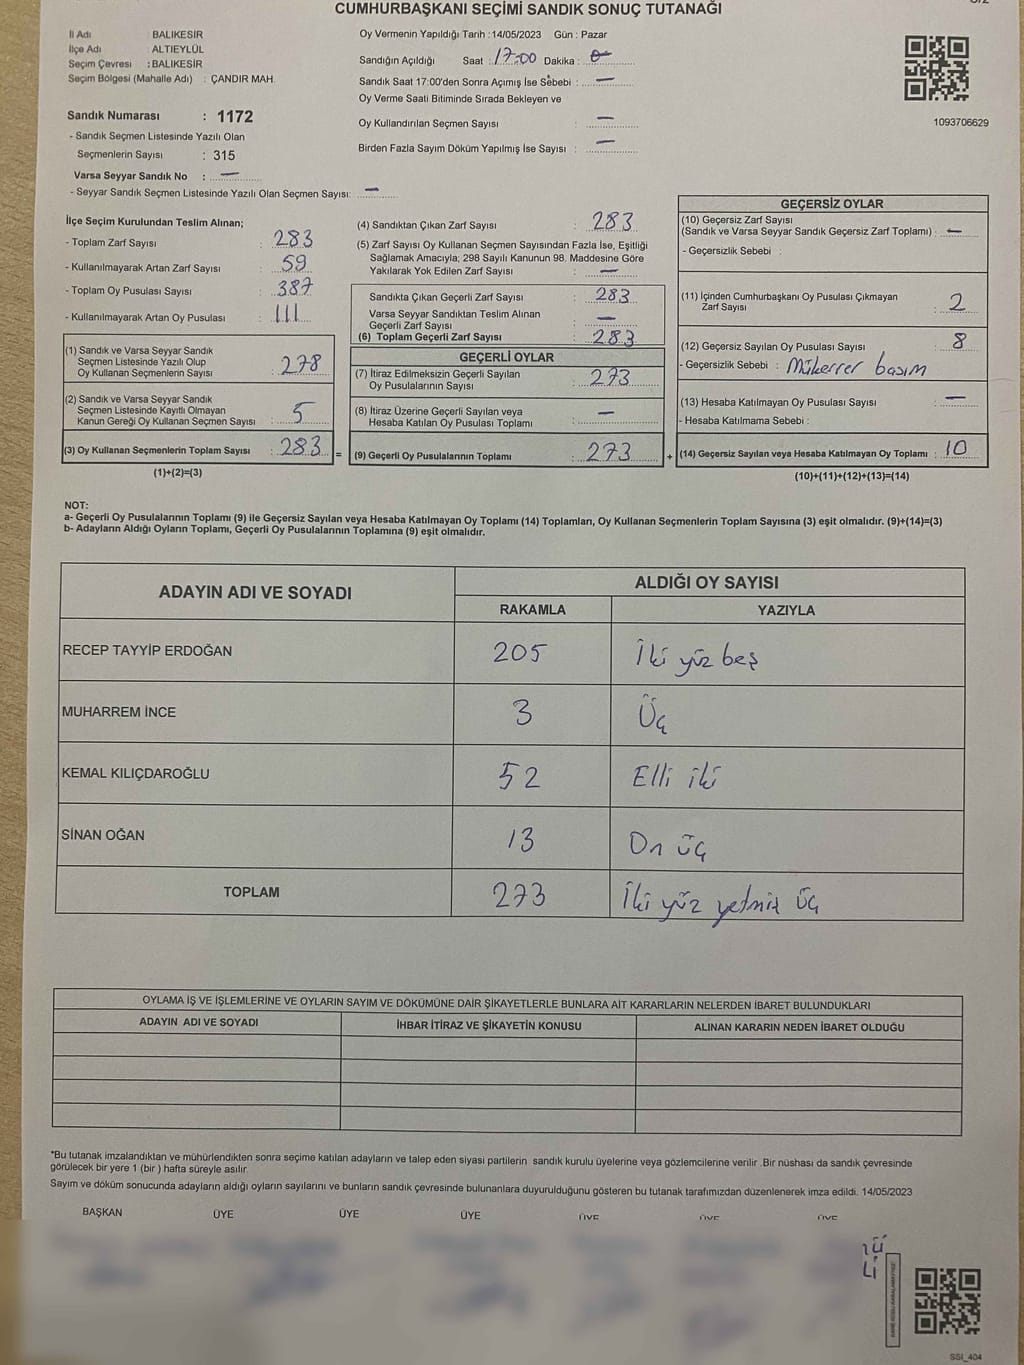 CUMHURBAŞKANI SEÇİMİ SANDIK SONUÇ TUTANAĞI
İl Adı : BALIKESİR
İlçe Adı : ALTIEYLÜL
Seçim Çevresi : BALIKESİR
Seçim Bölgesi (Mahalle Adı) : ÇANDIR MAH.
Sandık Numarası : 1172
- Sandık Seçmen Listesinde Yazılı Olan
Seçmenlerin Sayısı : 315
Varsa Seyyar Sandık No : —
- Seyyar Sandık Seçmen Listesinde Yazılı Olan Seçmen Sayısı: —
Oy Vermenin Yapıldığı Tarih : 14/05/2023 Gün : Pazar
Sandığın Açıldığı Saat : 17:00 Dakika : 0
Sandık Saat 17:00'den Sonra Açımış İse Sebebi : —
Oy Verme Saati Bitiminde Sırada Bekleyen ve
Oy Kullandırılan Seçmen Sayısı : —
Birden Fazla Sayım Döküm Yapılmış İse Sayısı : —
1093706629
İlçe Seçim Kurulundan Teslim Alınan;
- Toplam Zarf Sayısı : 283
- Kullanılmayarak Artan Zarf Sayısı : 59
- Toplam Oy Pusulası Sayısı : 387
- Kullanılmayarak Artan Oy Pusulası : 111
(1) Sandık ve Varsa Seyyar Sandık
Seçmen Listesinde Yazılı Olup
Oy Kullanan Seçmenlerin Sayısı : 278
(2) Sandık ve Varsa Seyyar Sandık
Seçmen Listesinde Kayıtlı Olmayan
Kanun Gereği Oy Kullanan Seçmen Sayısı : 5
(3) Oy Kullanan Seçmenlerin Toplam Sayısı : 283 =
(1)+(2)=(3)
(4) Sandıktan Çıkan Zarf Sayısı : 283
(5) Zarf Sayısı Oy Kullanan Seçmen Sayısından Fazla İse, Eşitliği
Sağlamak Amacıyla; 298 Sayılı Kanunun 98. Maddesine Göre
Yakılarak Yok Edilen Zarf Sayısı : —
Sandıkta Çıkan Geçerli Zarf Sayısı : 283
Varsa Seyyar Sandıktan Teslim Alınan
Geçerli Zarf Sayısı : —
(6) Toplam Geçerli Zarf Sayısı : 283
GEÇERLİ OYLAR
(7) İtiraz Edilmeksizin Geçerli Sayılan
Oy Pusulalarının Sayısı : 273
(8) İtiraz Üzerine Geçerli Sayılan veya
Hesaba Katılan Oy Pusulası Toplamı : —
(9) Geçerli Oy Pusulalarının Toplamı : 273 +
GEÇERSİZ OYLAR
(10) Geçersiz Zarf Sayısı
(Sandık ve Varsa Seyyar Sandık Geçersiz Zarf Toplamı) : —
- Geçersizlik Sebebi :
(11) İçinden Cumhurbaşkanı Oy Pusulası Çıkmayan
Zarf Sayısı : 2
(12) Geçersiz Sayılan Oy Pusulası Sayısı : 8
- Geçersizlik Sebebi : Mükerrer basım
(13) Hesaba Katılmayan Oy Pusulası Sayısı : —
- Hesaba Katılmama Sebebi :
(14) Geçersiz Sayılan veya Hesaba Katılmayan Oy Toplamı : 10
(10)+(11)+(12)+(13)=(14)
NOT:
a- Geçerli Oy Pusulalarının Toplamı (9) ile Geçersiz Sayılan veya Hesaba Katılmayan Oy Toplamı (14) Toplamları, Oy Kullanan Seçmenlerin Toplam Sayısına (3) eşit olmalıdır. (9)+(14)=(3)
b- Adayların Aldığı Oyların Toplamı, Geçerli Oy Pusulalarının Toplamına (9) eşit olmalıdır.
ADAYIN ADI VE SOYADI ALDIĞI OY SAYISI
RAKAMLA YAZIYLA
RECEP TAYYİP ERDOĞAN 205 İki yüz beş
MUHARREM İNCE 3 Üç
KEMAL KILIÇDAROĞLU 52 Elli iki
SİNAN OĞAN 13 On üç
TOPLAM 273 İki yüz yetmiş üç
OYLAMA İŞ VE İŞLEMLERİNE VE OYLARIN SAYIM VE DÖKÜMÜNE DAİR ŞİKAYETLERLE BUNLARA AİT KARARLARIN NELERDEN İBARET BULUNDUKLARI
ADAYIN ADI VE SOYADI İHBAR İTİRAZ VE ŞİKAYETİN KONUSU ALINAN KARARIN NEDEN İBARET OLDUĞU
*Bu tutanak imzalandıktan ve mühürlendikten sonra seçime katılan adayların ve talep eden siyasi partilerin sandık kurulu üyelerine veya gözlemcilerine verilir .Bir nüshası da sandık çevresinde
görülecek bir yere 1 (bir ) hafta süreyle asılır.
Sayım ve döküm sonucunda adayların aldığı oyların sayılarını ve bunların sandık çevresinde bulunanlara duyurulduğunu gösteren bu tutanak tarafımızdan düzenlenerek imza edildi. 14/05/2023
BAŞKAN ÜYE ÜYE ÜYE ÜYE ÜYE ÜYE
SSI_404